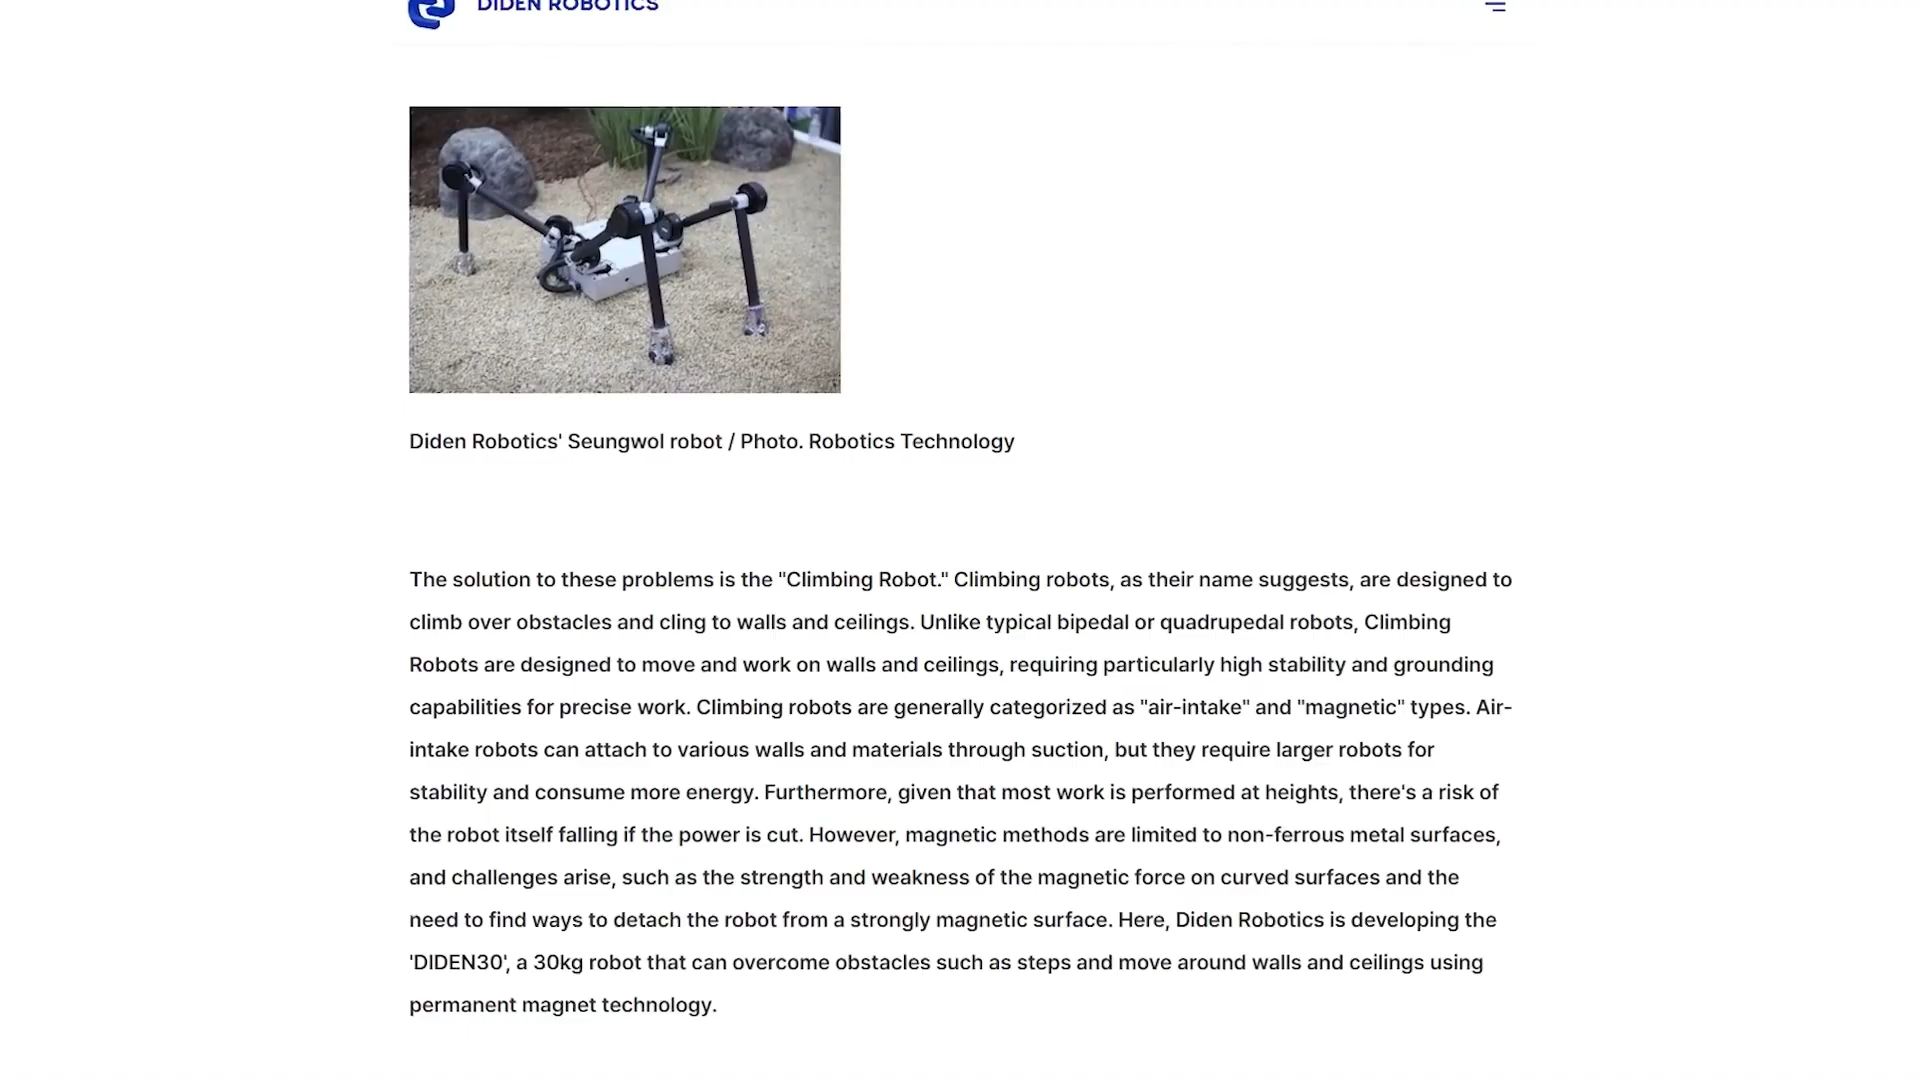 DIDEN ROBOTICS
Diden Robotics' Seungwol robot / Photo. Robotics Technology
The solution to these problems is the "Climbing Robot." Climbing robots, as their name suggests, are designed to
climb over obstacles and cling to walls and ceilings. Unlike typical bipedal or quadrupedal robots, Climbing
Robots are designed to move and work on walls and ceilings, requiring particularly high stability and grounding
capabilities for precise work. Climbing robots are generally categorized as "air-intake" and "magnetic" types. Air-
intake robots can attach to various walls and materials through suction, but they require larger robots for
stability and consume more energy. Furthermore, given that most work is performed at heights, there's a risk of
the robot itself falling if the power is cut. However, magnetic methods are limited to non-ferrous metal surfaces,
and challenges arise, such as the strength and weakness of the magnetic force on curved surfaces and the
need to find ways to detach the robot from a strongly magnetic surface. Here, Diden Robotics is developing the
'DIDEN30', a 30kg robot that can overcome obstacles such as steps and move around walls and ceilings using
permanent magnet technology.